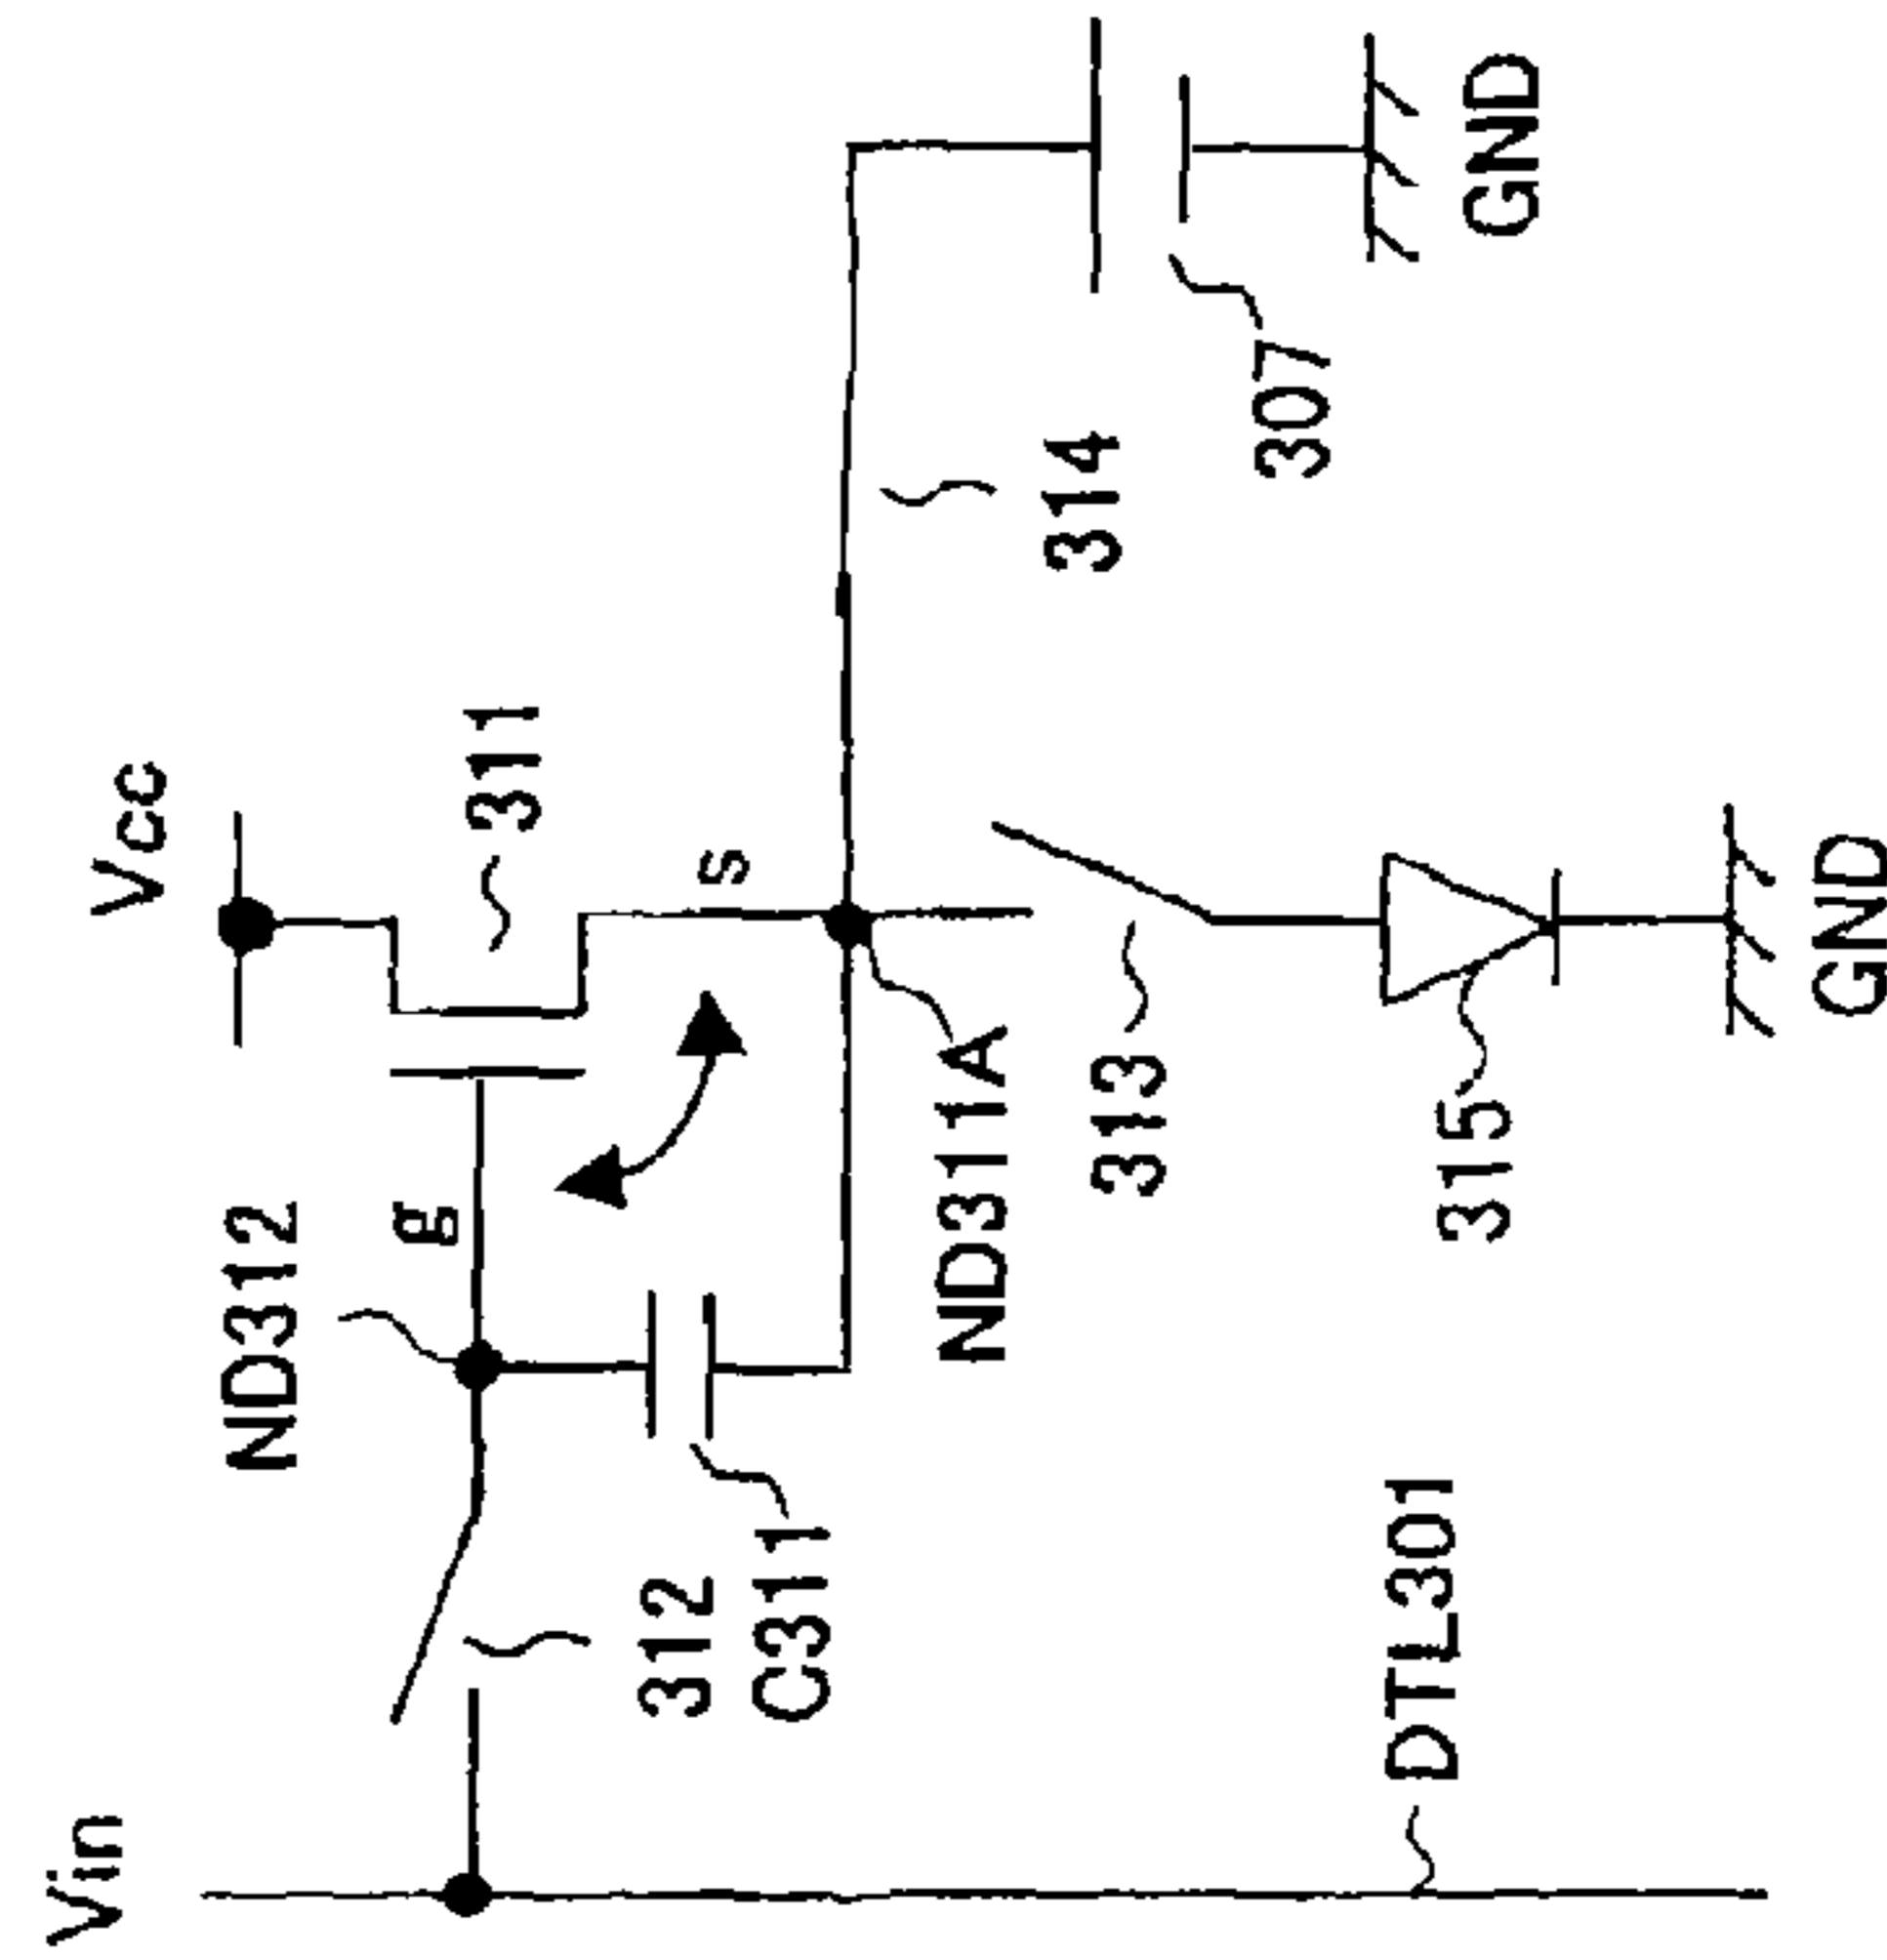 Vin
Vcc
ND312
g
311
s
312
C311
ND311A
314
307
GND
313
315
DTL301
GND